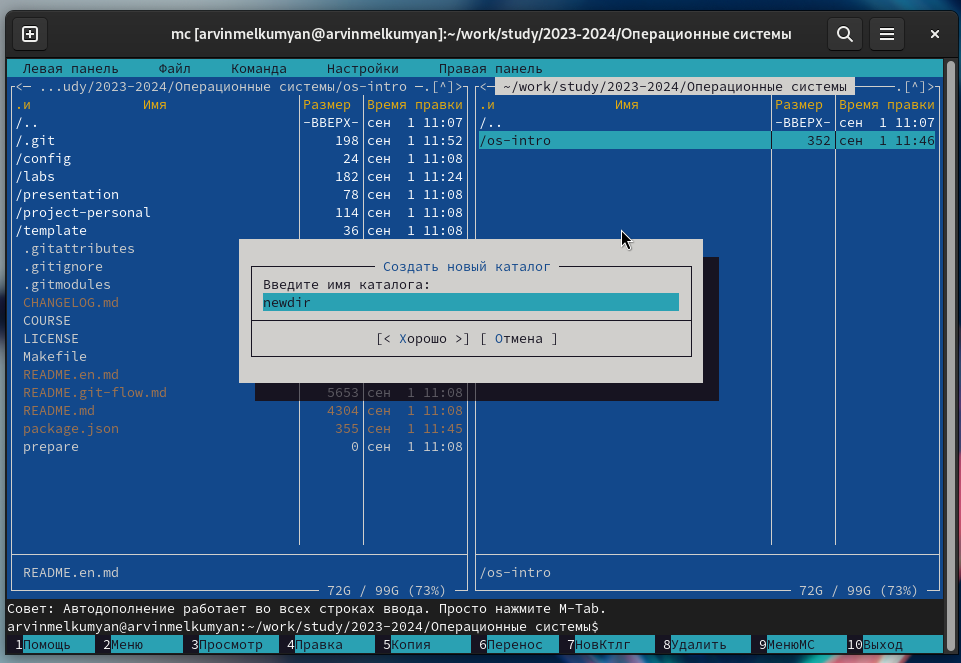 mc [arvinmelkumyan@arvinmelkumyan]:~/work/study/2023-2024/Операционные системы
Левая панель Файл Команда Настройки Правая панель
<─ ...udy/2023-2024/Операционные системы/os-intro ─.[^]> <─ ~/work/study/2023-2024/Операционные системы .[^]>
.и Имя Размер Время правки .и Имя Размер Время правки
/.. -ВВЕРХ- сен 1 11:07 /.. -ВВЕРХ- сен 1 11:07
/.git 198 сен 1 11:52 /os-intro 352 сен 1 11:46
/config 24 сен 1 11:08
/labs 182 сен 1 11:24
/presentation 78 сен 1 11:08
/project-personal 114 сен 1 11:08
/template 36 сен 1 11:08
.gitattributes
.gitignore Создать новый каталог
.gitmodules Введите имя каталога:
CHANGELOG.md newdir
COURSE
LICENSE [< Хорошо >] [ Отмена ]
Makefile
README.en.md
README.git-flow.md 5653 сен 1 11:08
README.md 4304 сен 1 11:08
package.json 355 сен 1 11:45
prepare 0 сен 1 11:08
README.en.md /os-intro
72G / 99G (73%) 72G / 99G (73%)
Совет: Автодополнение работает во всех строках ввода. Просто нажмите M-Tab.
arvinmelkumyan@arvinmelkumyan:~/work/study/2023-2024/Операционные системы$
1Помощь 2Меню 3Просмотр 4Правка 5Копия 6Перенос 7НовКтлг 8Удалить 9МенюМС 10Выход